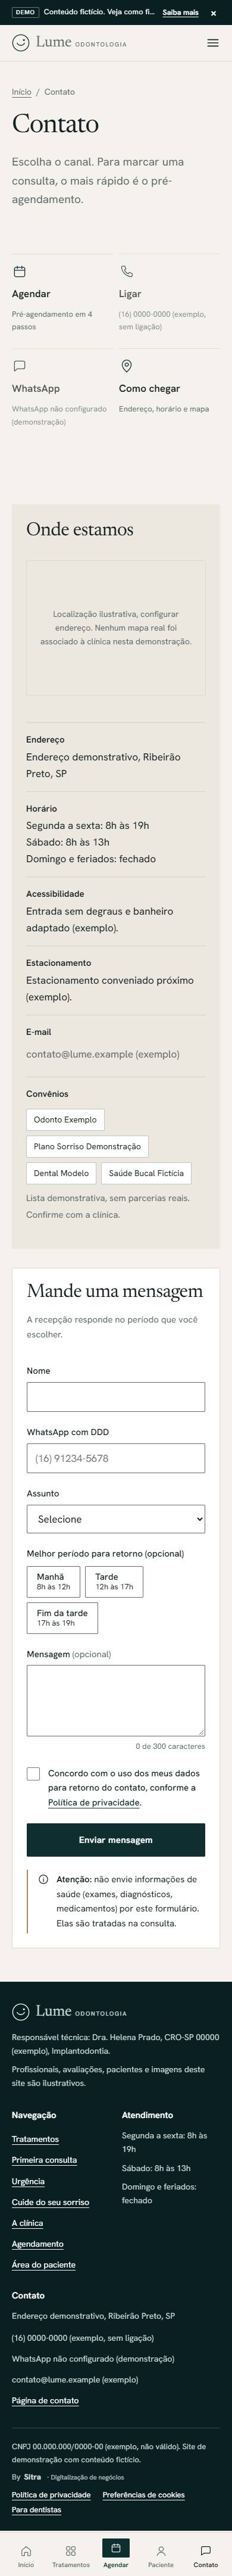 DEMO Conteúdo fictício. Veja como fi... Saiba mais ×
Lume ODONTOLOGIA
Início / Contato
Contato
Escolha o canal. Para marcar uma
consulta, o mais rápido é o pré-
agendamento.
Agendar
Pré-agendamento em 4
passos
Ligar
(16) 0000-0000 (exemplo,
sem ligação)
WhatsApp
WhatsApp não configurado
(demonstração)
Como chegar
Endereço, horário e mapa
Onde estamos
Localização ilustrativa, configurar
endereço. Nenhum mapa real foi
associado à clínica nesta demonstração.
Endereço
Endereço demonstrativo, Ribeirão
Preto, SP
Horário
Segunda a sexta: 8h às 19h
Sábado: 8h às 13h
Domingo e feriados: fechado
Acessibilidade
Entrada sem degraus e banheiro
adaptado (exemplo).
Estacionamento
Estacionamento conveniado próximo
(exemplo).
E-mail
contato@lume.example (exemplo)
Convênios
Odonto Exemplo
Plano Sorriso Demonstração
Dental Modelo
Saúde Bucal Fictícia
Lista demonstrativa, sem parcerias reais.
Confirme com a clínica.
Mande uma mensagem
A recepção responde no período que você
escolher.
Nome
WhatsApp com DDD
(16) 91234-5678
Assunto
Selecione
Melhor período para retorno (opcional)
Manhã
8h às 12h
Tarde
12h às 17h
Fim da tarde
17h às 19h
Mensagem (opcional)
0 de 300 caracteres
Concordo com o uso dos meus dados
para retorno do contato, conforme a
Política de privacidade.
Enviar mensagem
Atenção: não envie informações de
saúde (exames, diagnósticos,
medicamentos) por este formulário.
Elas são tratadas na consulta.
Lume ODONTOLOGIA
Responsável técnica: Dra. Helena Prado, CRO-SP 00000
(exemplo), Implantodontia.
Profissionais, avaliações, pacientes e imagens deste
site são ilustrativos.
Navegação
Tratamentos
Primeira consulta
Urgência
Cuide do seu sorriso
A clínica
Agendamento
Área do paciente
Atendimento
Segunda a sexta: 8h às
19h
Sábado: 8h às 13h
Domingo e feriados:
fechado
Contato
Endereço demonstrativo, Ribeirão Preto, SP
(16) 0000-0000 (exemplo, sem ligação)
WhatsApp não configurado (demonstração)
contato@lume.example (exemplo)
Página de contato
CNPJ 00.000.000/0000-00 (exemplo, não válido). Site de
demonstração com conteúdo fictício.
By Sitra · Digitalização de negócios
Política de privacidade Preferências de cookies
Para dentistas
Início Tratamentos Agendar Paciente Contato